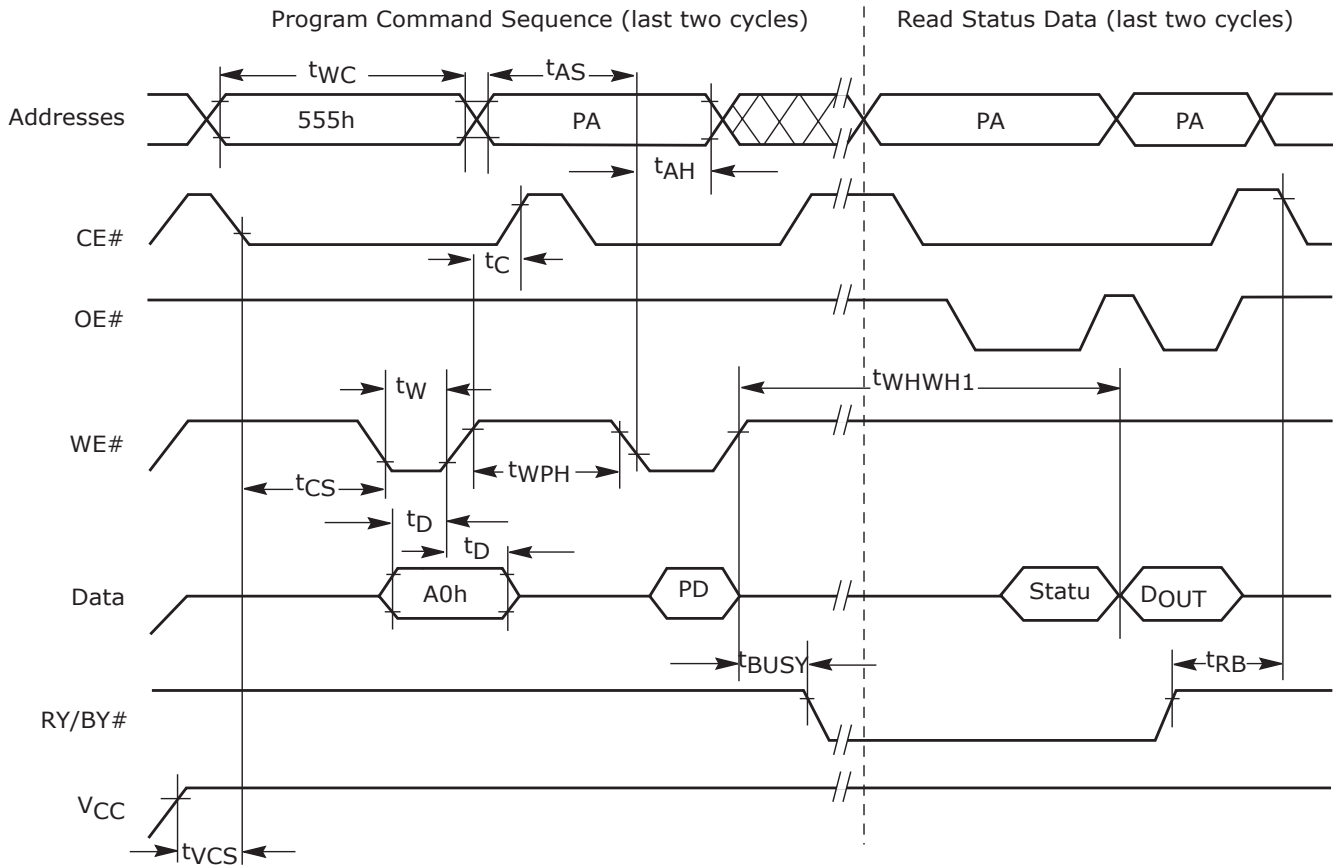 Program Command Sequence (last two cycles)
Read Status Data (last two cycles)
tWC
tAS
Addresses
555h
PA
PA
PA
tAH
CE#
tC
OE#
tW
tWHWH1
WE#
tCS
tWPH
tD
tD
Data
A0h
PD
Statu
DOUT
tBUSY
tRB
RY/BY#
VCC
tVCS